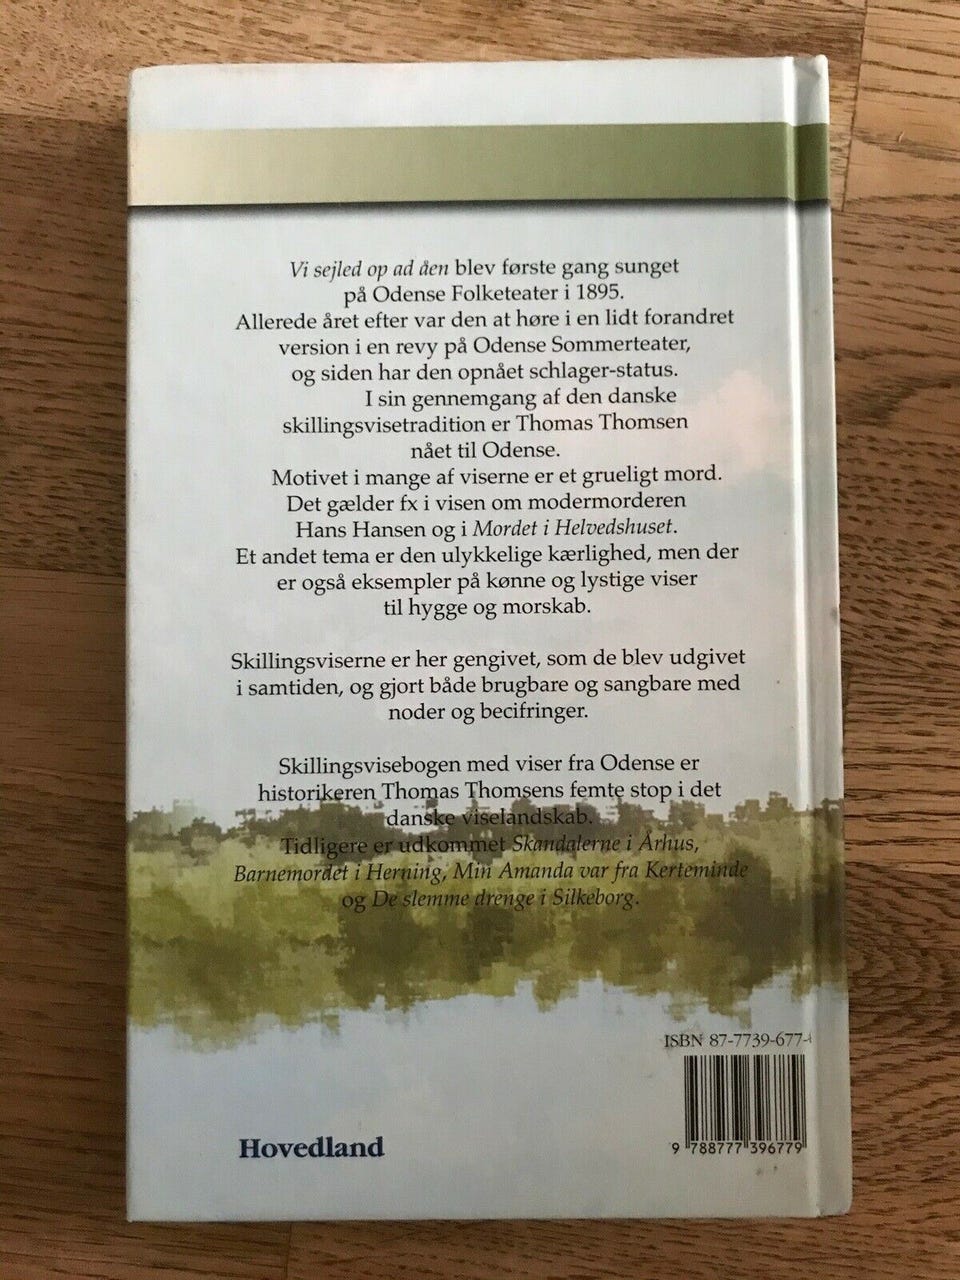 Vi sejled op ad åen blev første gang sunget
på Odense Folketeater i 1895.
Allerede året efter var den at høre i en lidt forandret
version i en revy på Odense Sommerteater,
og siden har den opnået schlager-status.
I sin gennemgang af den danske
skillingsvisetradition er Thomas Thomsen
nået til Odense.
Motivet i mange af viserne er et grueligt mord.
Det gælder fx i visen om modermorderen
Hans Hansen og i Mordet i Helvedshuset.
Et andet tema er den ulykkelige kærlighed, men der
er også eksempler på kønne og lystige viser
til hygge og morskab.
Skillingsviserne er her gengivet, som de blev udgivet
i samtiden, og gjort både brugbare og sangbare med
noder og becifringer.
Skillingsvisebogen med viser fra Odense er
historikeren Thomas Thomsens femte stop i det
danske viselandskab.
Tidligere er udkommet Skandalerne i Århus,
Barnemordet i Herning, Min Amanda var fra Kerteminde
og De slemme drenge i Silkeborg.
ISBN 87-7739-677-
Hovedland
9 788777 396779